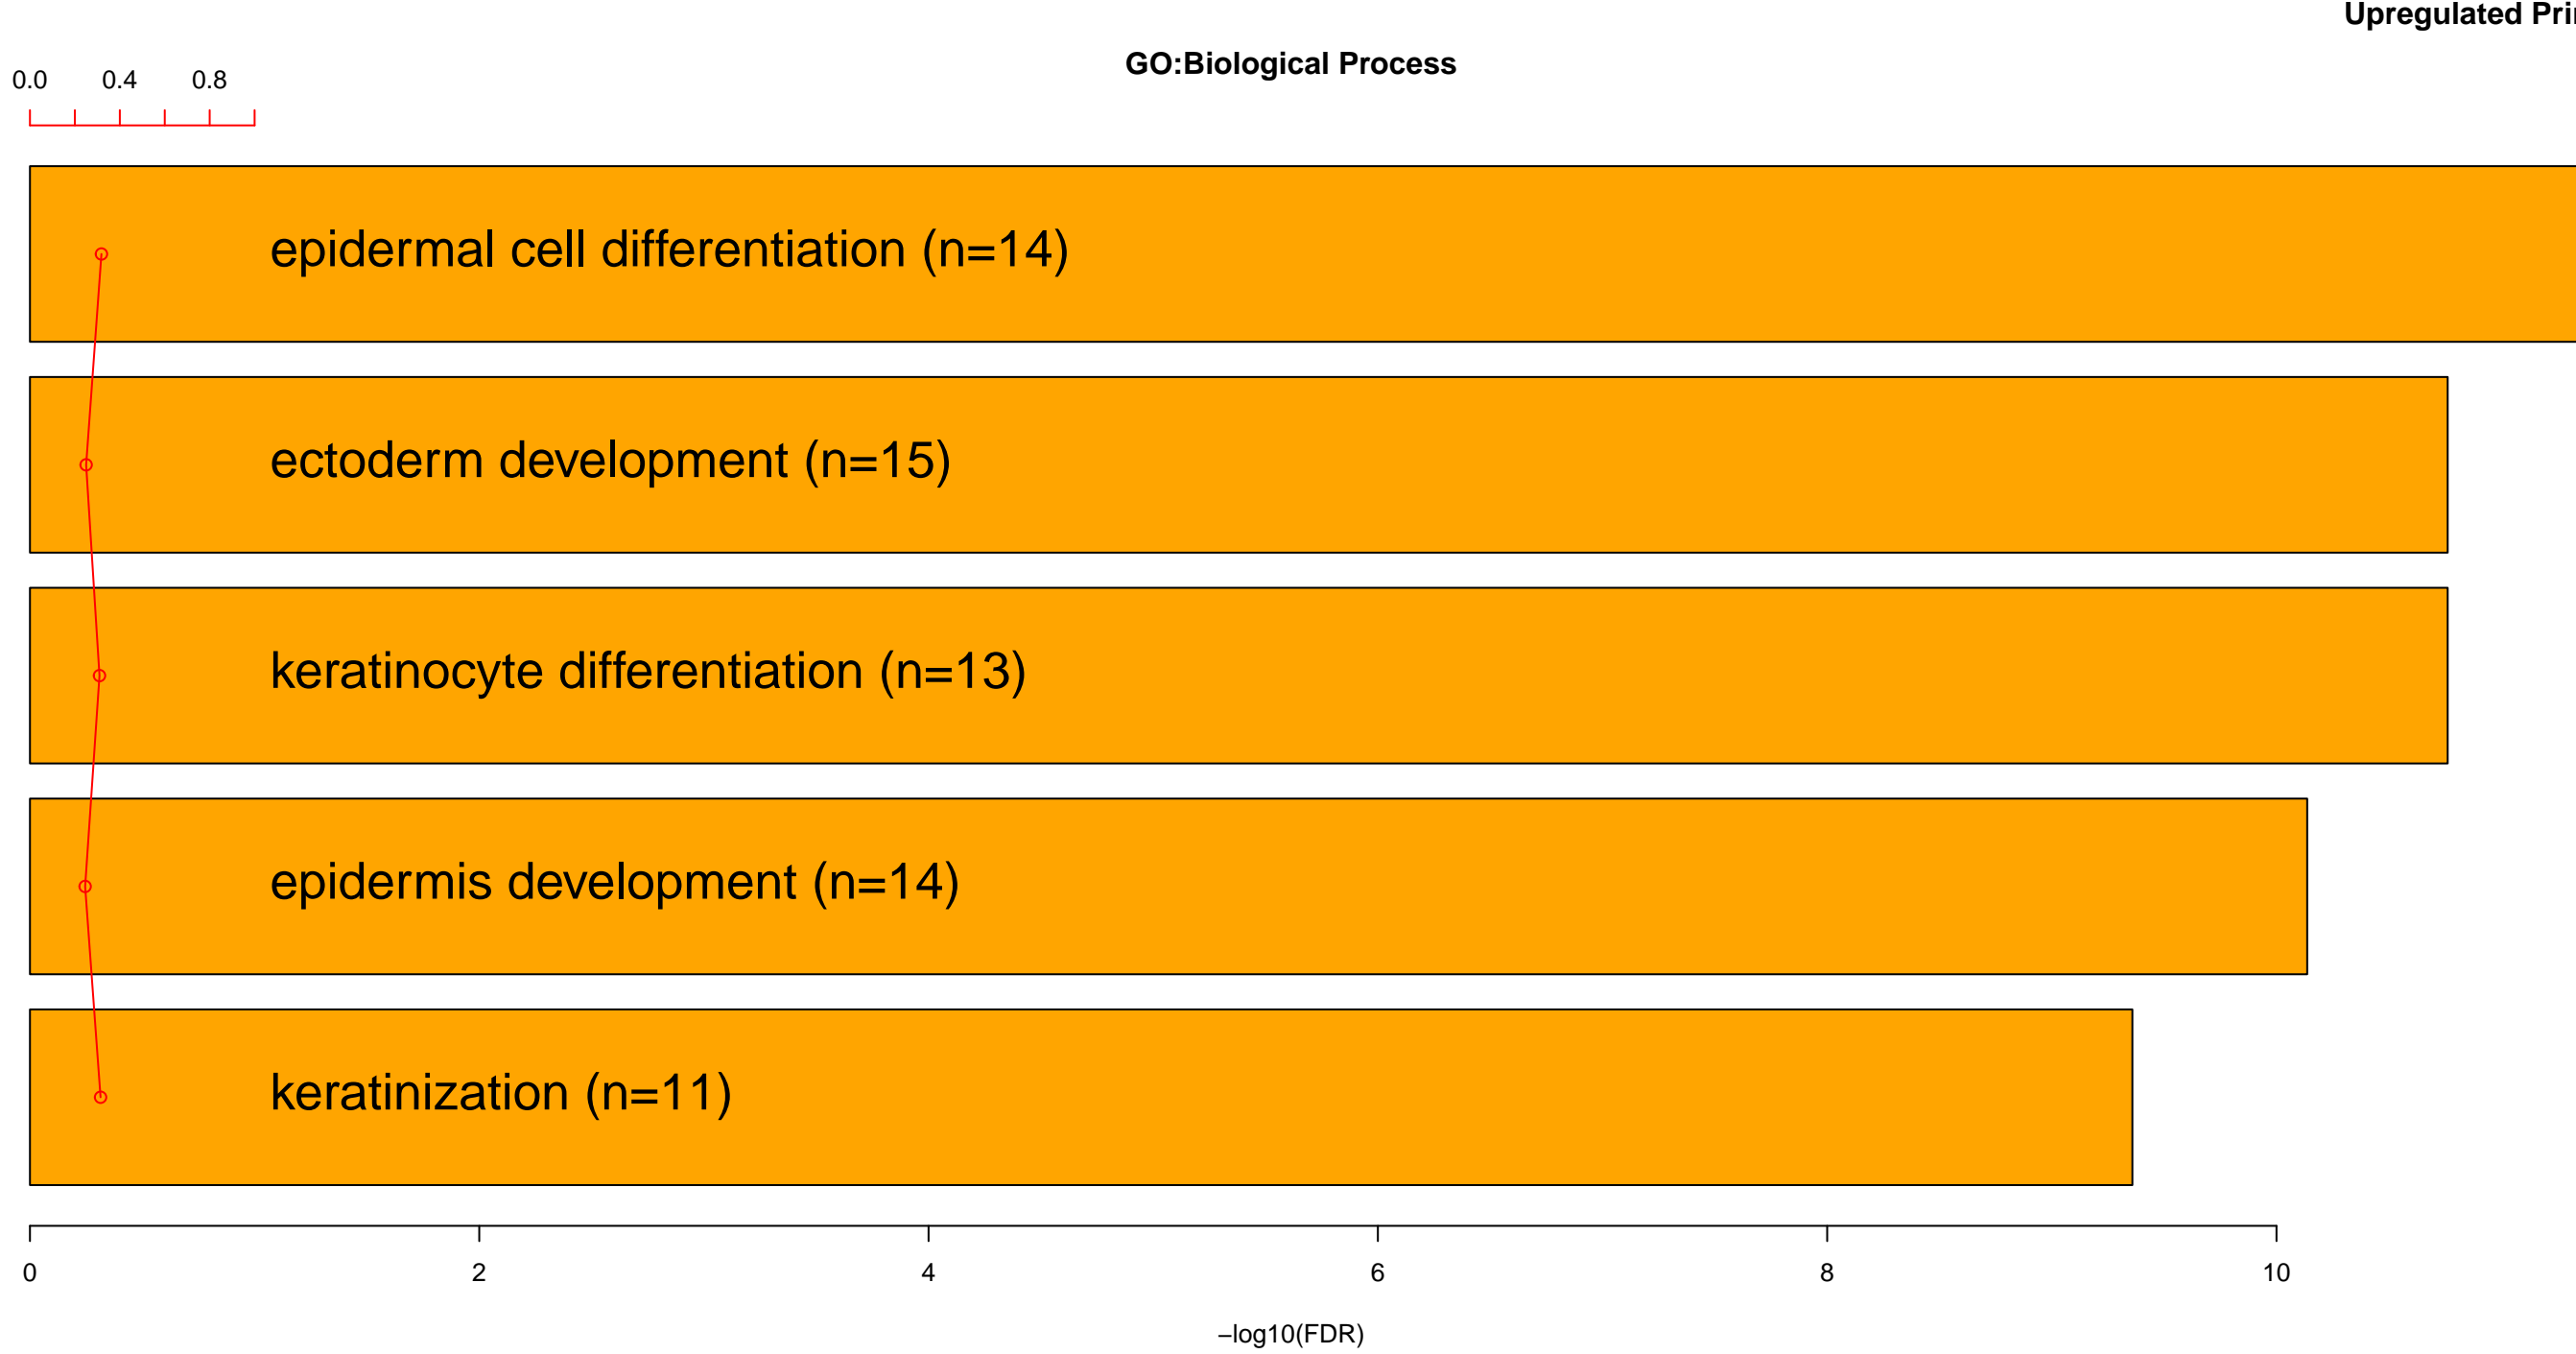 Upregulated
GO:Biological Process
0.0 0.4 0.8
epidermal cell differentiation (n=14)
ectoderm development (n=15)
keratinocyte differentiation (n=13)
epidermis development (n=14)
keratinization (n=11)
0 2 4 6 8 10
−log10(FDR)